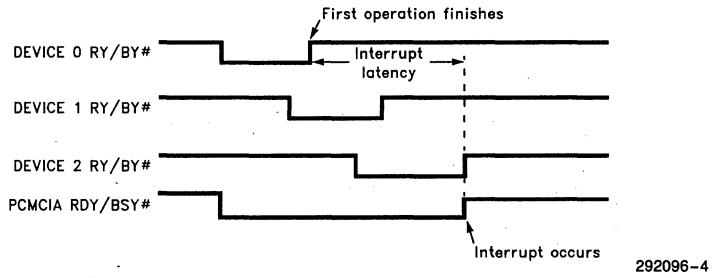 First operation finishes
DEVICE 0 RY/BY#
Interrupt
latency
DEVICE 1 RY/BY#
DEVICE 2 RY/BY#
PCMCIA RDY/BSY#
Interrupt occurs
292096-4